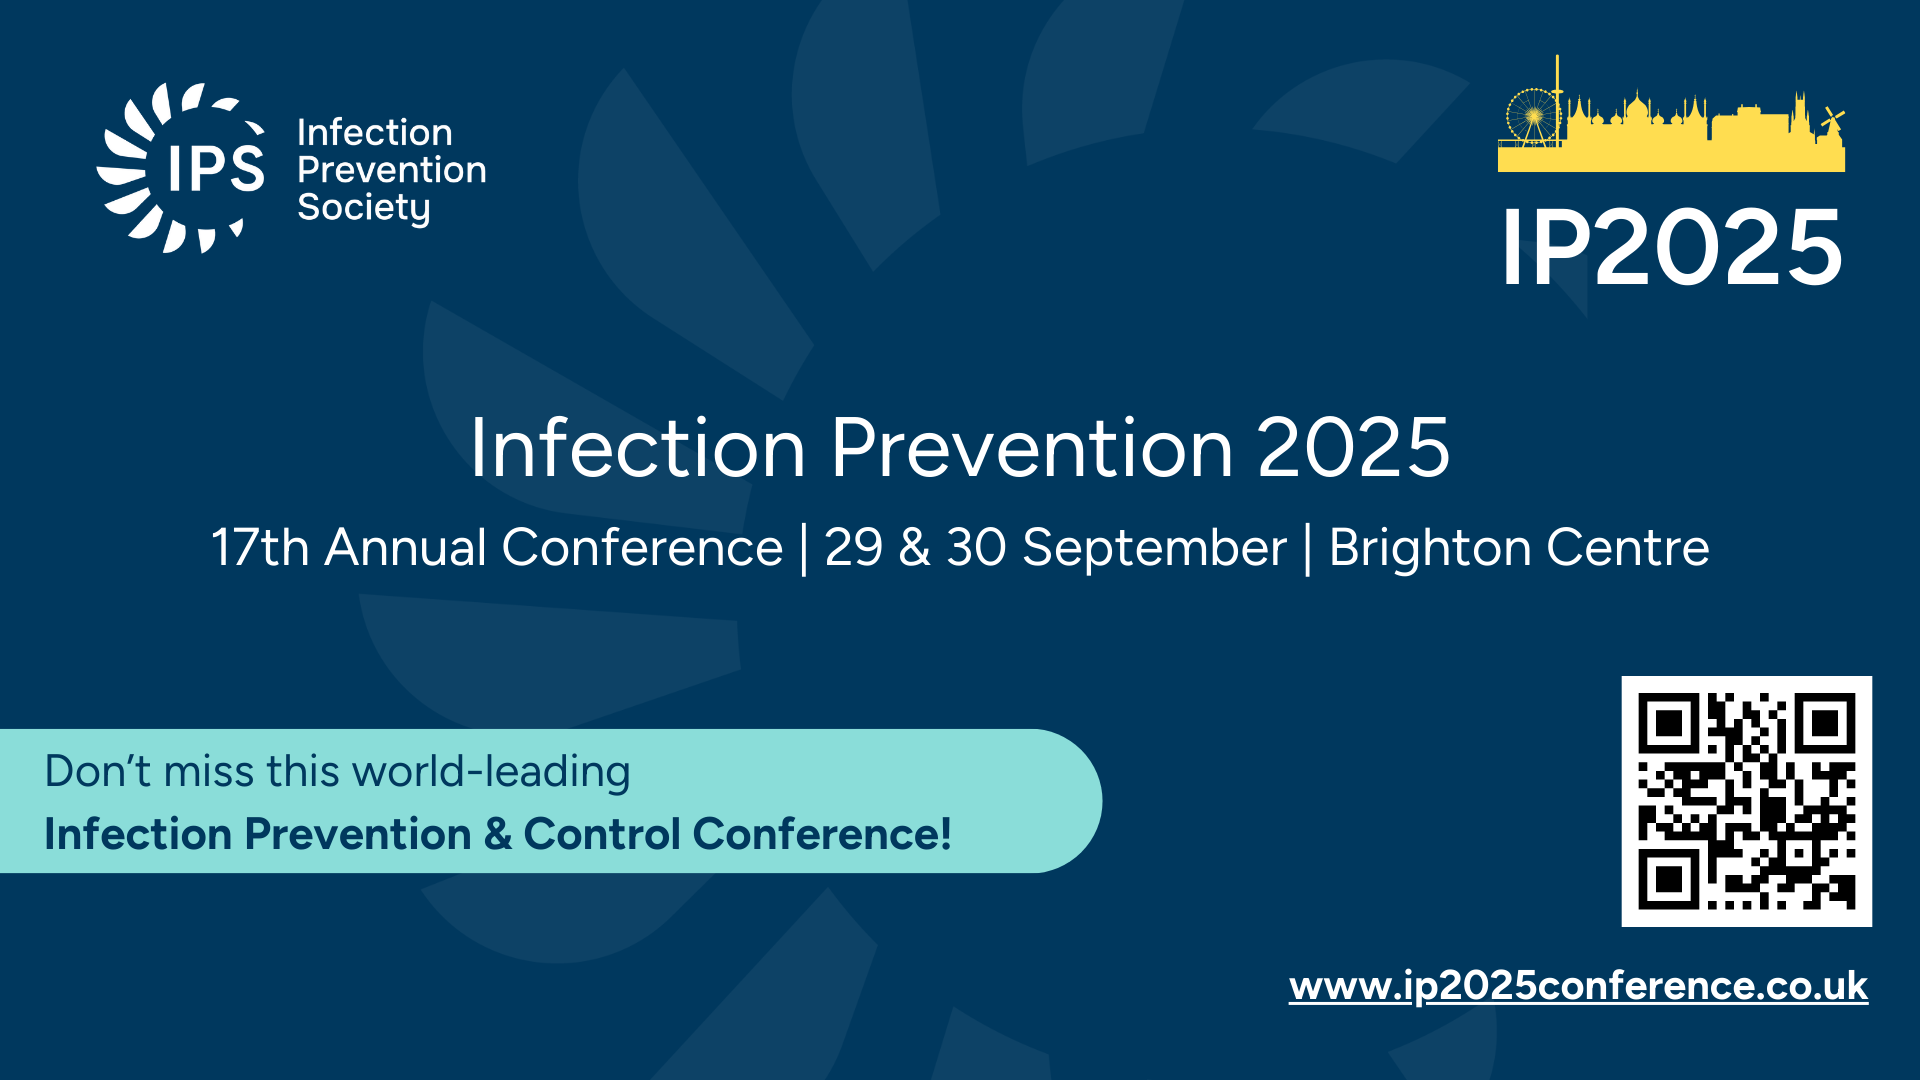 IPS
Infection
Prevention
Society
IP2025
Infection Prevention 2025
17th Annual Conference | 29 & 30 September | Brighton Centre
Don’t miss this world-leading
Infection Prevention & Control Conference!
www.ip2025conference.co.uk